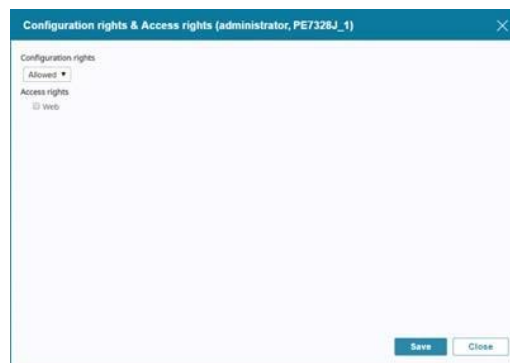 Configuration rights & Access rights (administrator, PE7328J_1)
Configuration rights
Allowed
Access rights
Web
Save Close